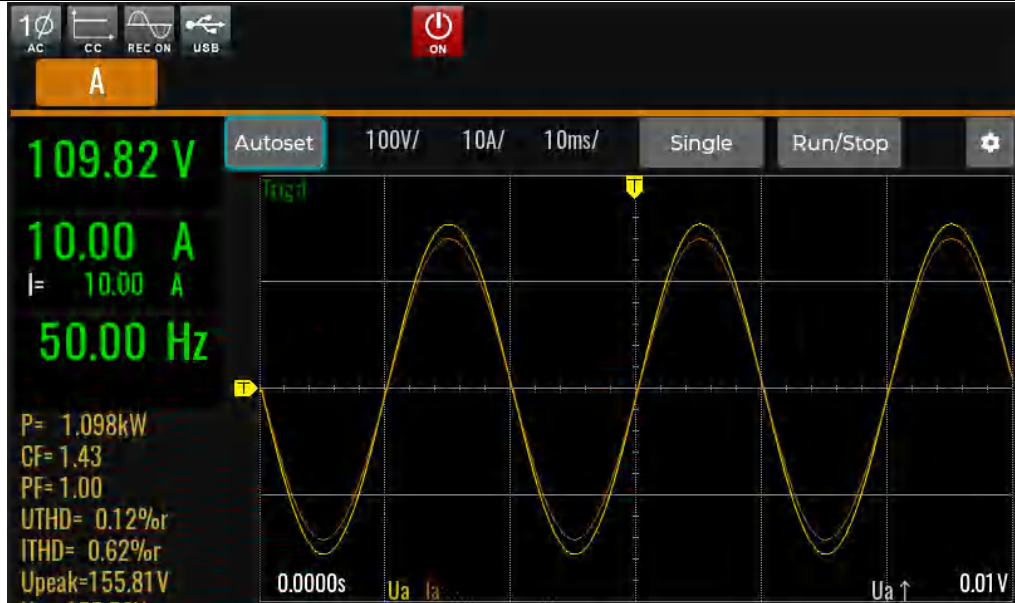 1Ø AC CC REC ON USB ON
A
109.82 V
Autoset 100V/ 10A/ 10ms/ Single Run/Stop
Trig'd
T
10.00 A
I= 10.00 A
50.00 Hz
T
P= 1.098kW
CF= 1.43
PF= 1.00
UTHD= 0.12%r
ITHD= 0.62%r
Upeak=155.81V
0.0000s Ua Ia Ua↑ 0.01V